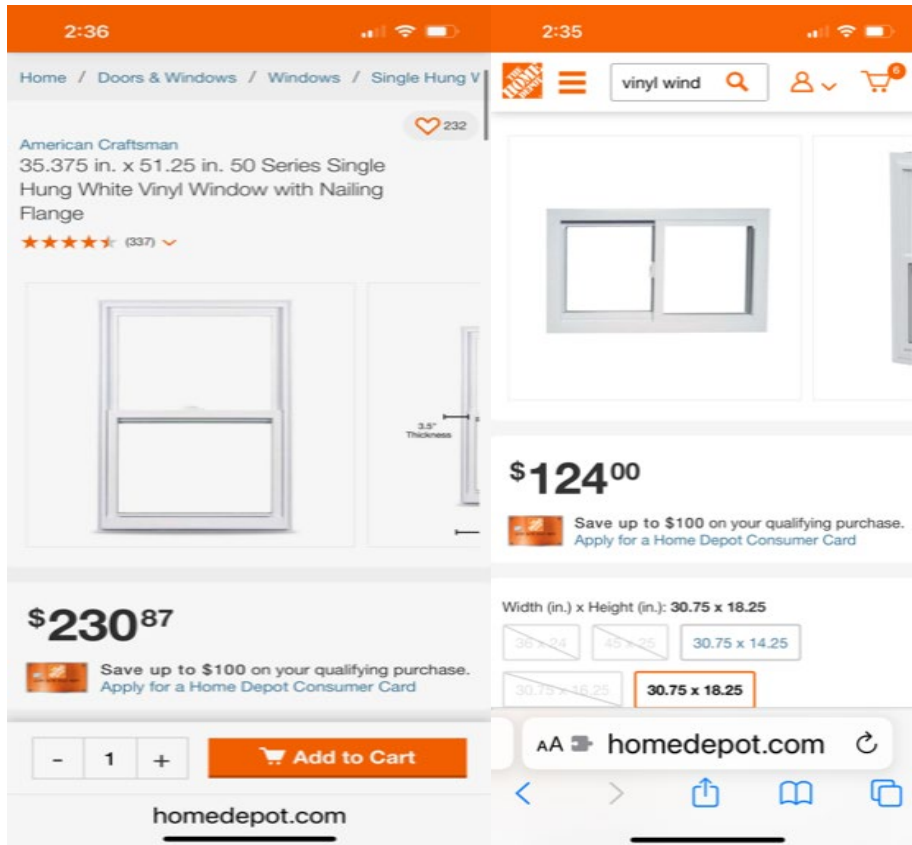 2:36
Home / Doors & Windows / Windows / Single Hung V
232
American Craftsman
35.375 in. x 51.25 in. 50 Series Single
Hung White Vinyl Window with Nailing
Flange
(337)
3.5"
Thickness
$230 87
Save up to $100 on your qualifying purchase.
Apply for a Home Depot Consumer Card
- 1 +
Add to Cart
homedepot.com
2:35
THE HOME DEPOT
vinyl wind
6
$124 00
Save up to $100 on your qualifying purchase.
Apply for a Home Depot Consumer Card
Width (in.) x Height (in.): 30.75 x 18.25
36 x 24 45 x 25 30.75 x 14.25
30.75 x 16.25 30.75 x 18.25
AA homedepot.com